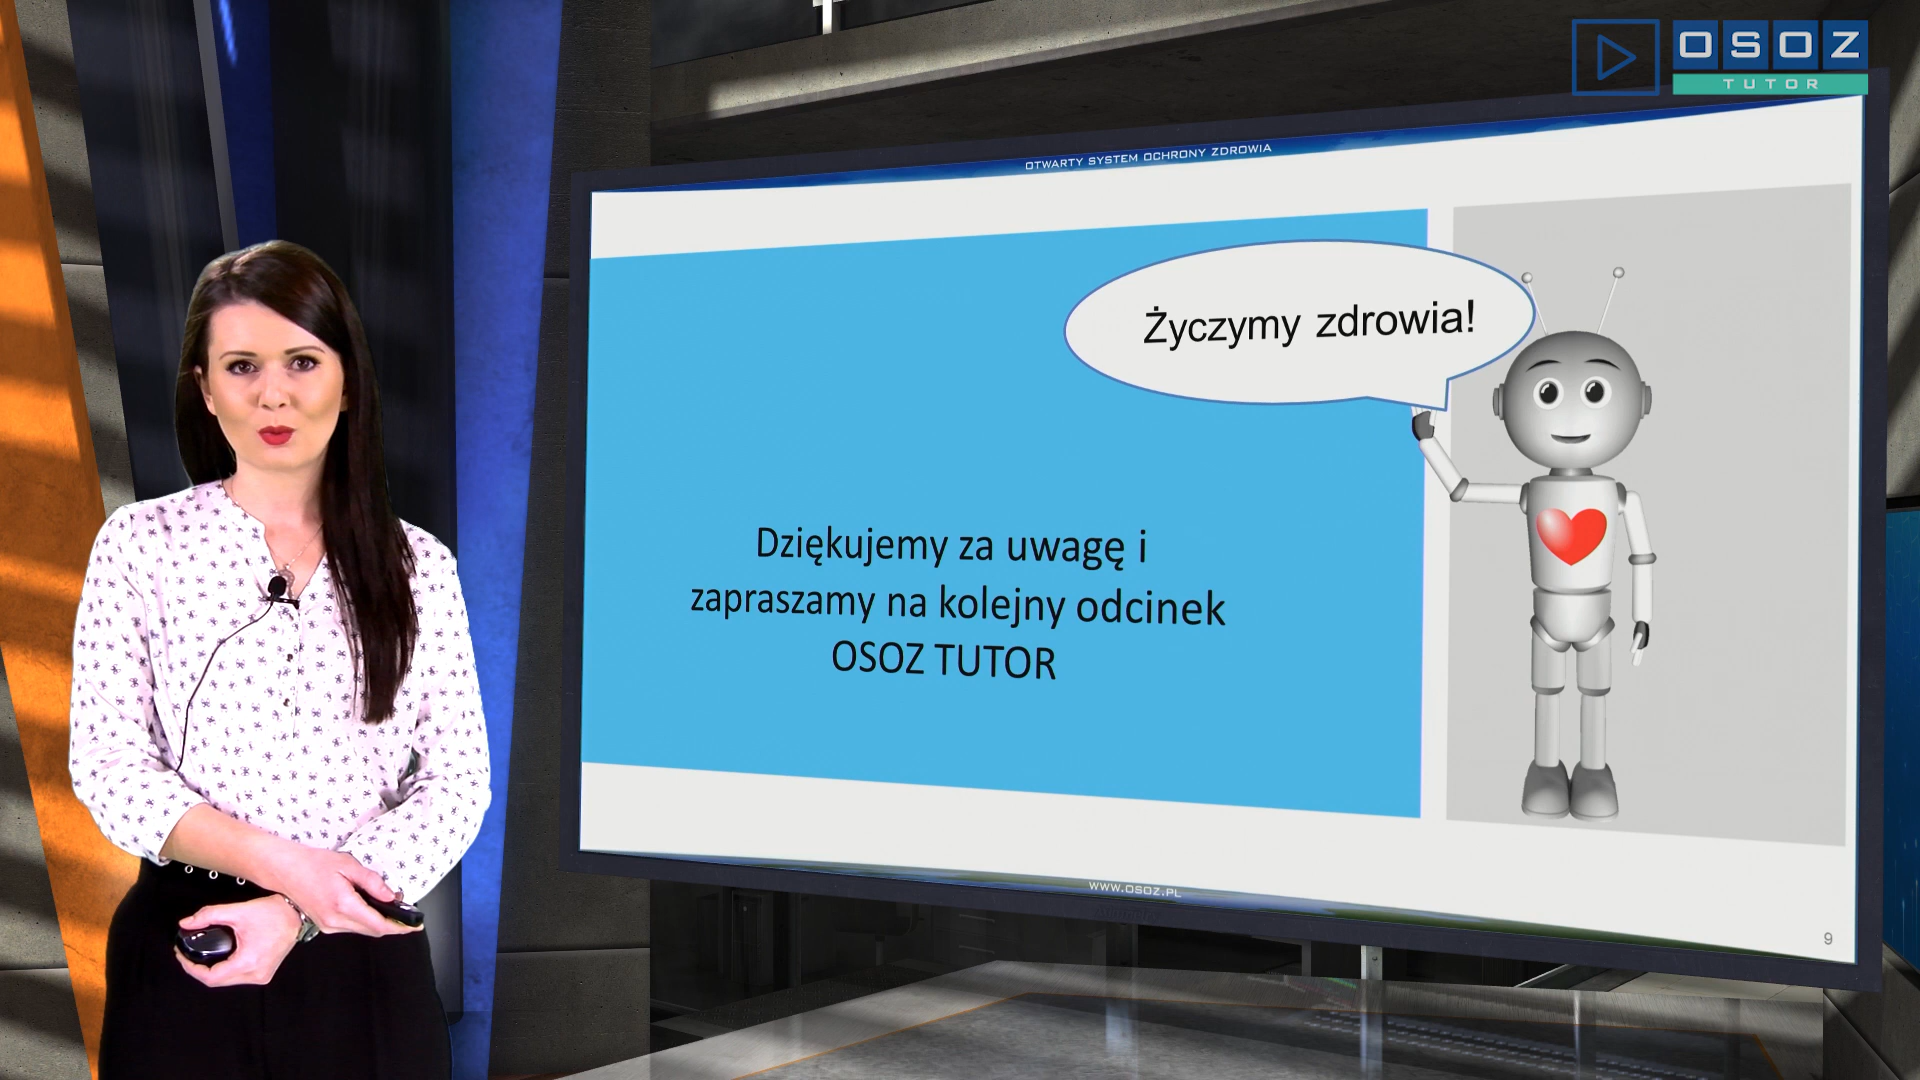 OSOZ
TUTOR
OTWARTY SYSTEM OCHRONY ZDROWIA
Życzymy zdrowia!
Dziękujemy za uwagę i
zapraszamy na kolejny odcinek
OSOZ TUTOR
WWW.OSOZ.PL
9